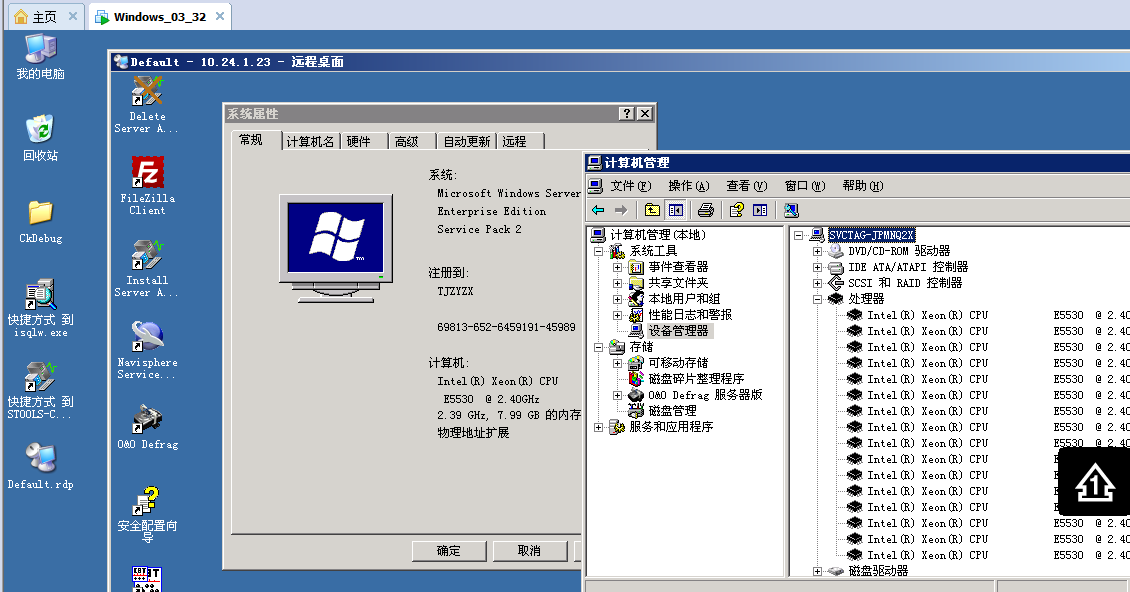 主页
Windows_03_32
我的电脑
回收站
CkDebug
快捷方式 到
isqlw.exe
快捷方式 到
STOOLS-C...
Default.rdp
Default - 10.24.1.23 - 远程桌面
Delete
Server A...
FileZilla
Client
Install
Server A...
Navisphere
Service...
O&O Defrag
安全配置向
导
系统属性
常规 计算机名 硬件 高级 自动更新 远程
系统:
Microsoft Windows Server
Enterprise Edition
Service Pack 2
注册到:
TJZYZX
69813-652-6459191-45989
计算机:
Intel(R) Xeon(R) CPU
E5530 @ 2.40GHz
2.39 GHz, 7.99 GB 的内存
物理地址扩展
确定 取消
计算机管理
文件(F) 操作(A) 查看(V) 窗口(W) 帮助(H)
计算机管理(本地)
系统工具
事件查看器
共享文件夹
本地用户和组
性能日志和警报
设备管理器
存储
可移动存储
磁盘碎片整理程序
O&O Defrag 服务器版
磁盘管理
服务和应用程序
SVCTAG-JPMNQ2X
DVD/CD-ROM 驱动器
IDE ATA/ATAPI 控制器
SCSI 和 RAID 控制器
处理器
Intel(R) Xeon(R) CPU E5530 @ 2.40
Intel(R) Xeon(R) CPU E5530 @ 2.40
Intel(R) Xeon(R) CPU E5530 @ 2.40
Intel(R) Xeon(R) CPU E5530 @ 2.40
Intel(R) Xeon(R) CPU E5530 @ 2.40
Intel(R) Xeon(R) CPU E5530 @ 2.40
Intel(R) Xeon(R) CPU E5530 @ 2.40
Intel(R) Xeon(R) CPU E5530 @ 2.40
Intel(R) Xeon(R) CPU E5530 @ 2.40
Intel(R) Xeon(R) CPU
Intel(R) Xeon(R) CPU
Intel(R) Xeon(R) CPU
Intel(R) Xeon(R) CPU
Intel(R) Xeon(R) CPU E5530 @ 2.40
Intel(R) Xeon(R) CPU E5530 @ 2.40
Intel(R) Xeon(R) CPU E5530 @ 2.40
磁盘驱动器
1